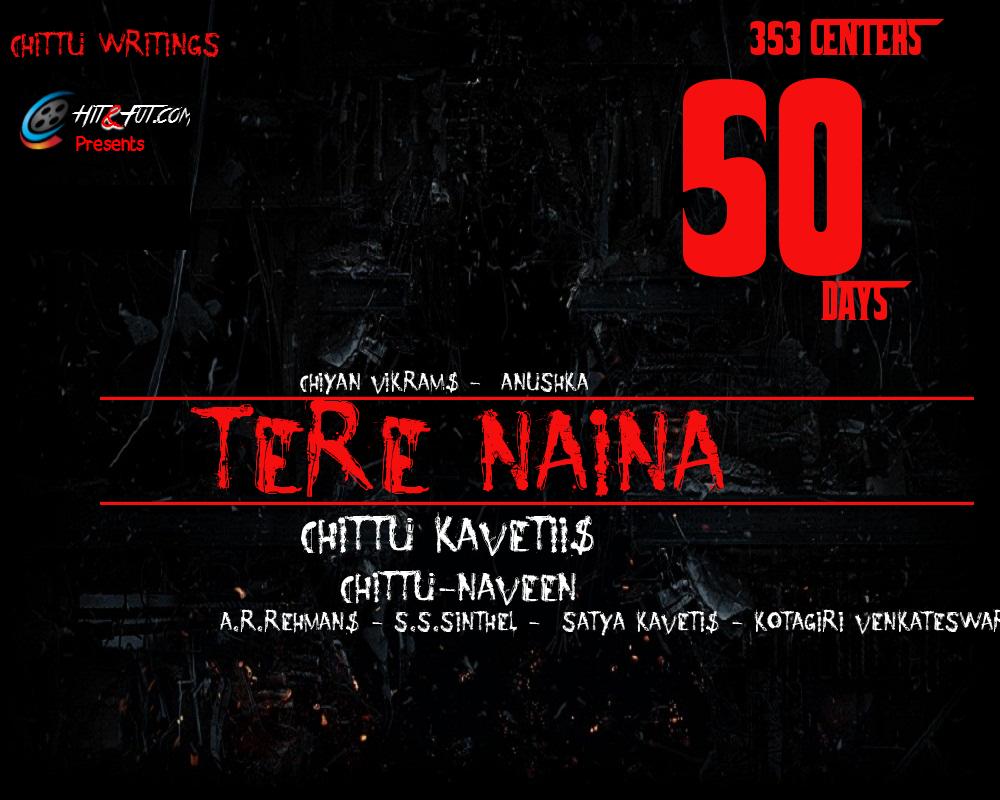 CHITTU WRITINGS
HIT&FUT.COM
Presents
353 CENTERS
50
DAYS
CHIYAN VIKRAM$ - ANUSHKA
TERE NAINA
CHITTU KAVETII$
CHITTU-NAVEEN
A.R.REHMAN$ - S.S.SINTHEL - SATYA KAVETI$ - KOTAGIRI VENKATESWAR